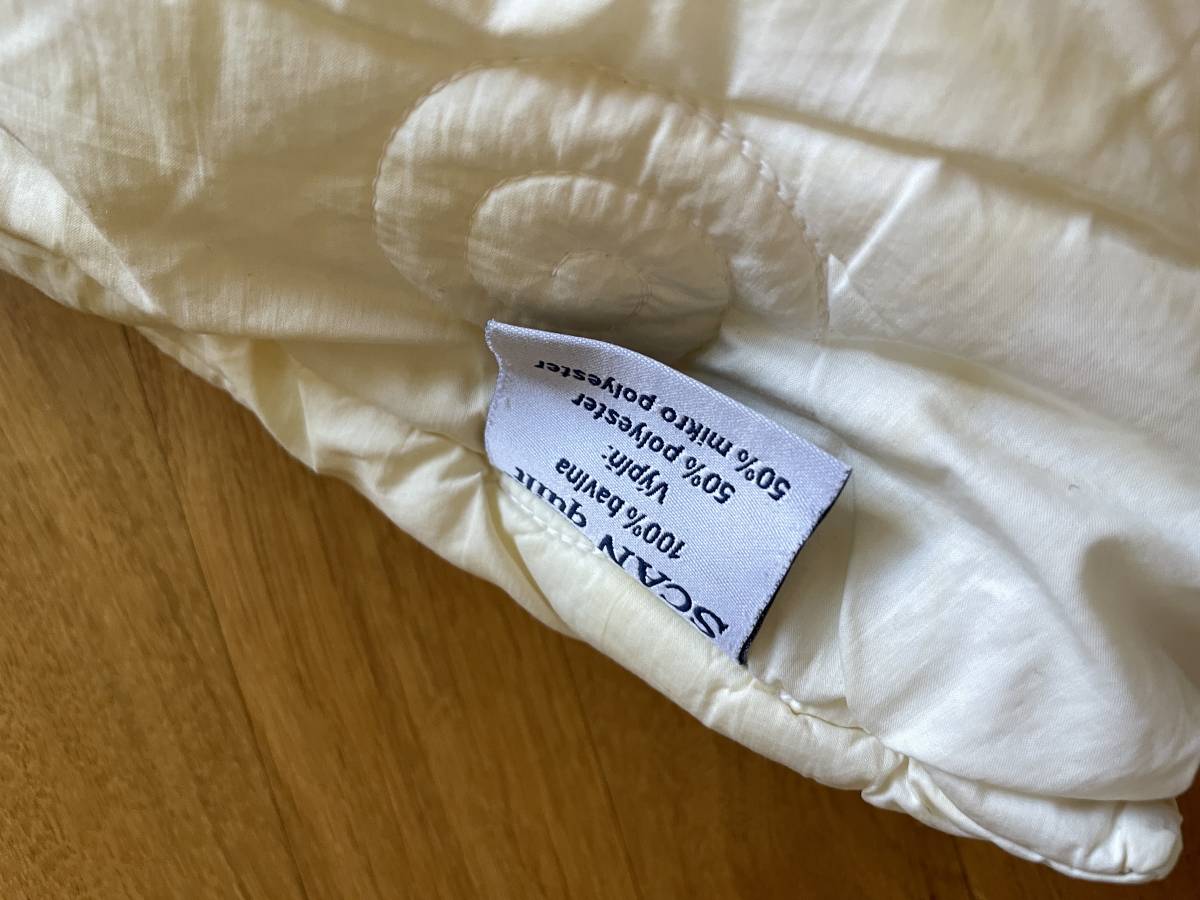 SCAN quilt
100% bavlna
Výplň:
50% polyester
50% mikro polyester